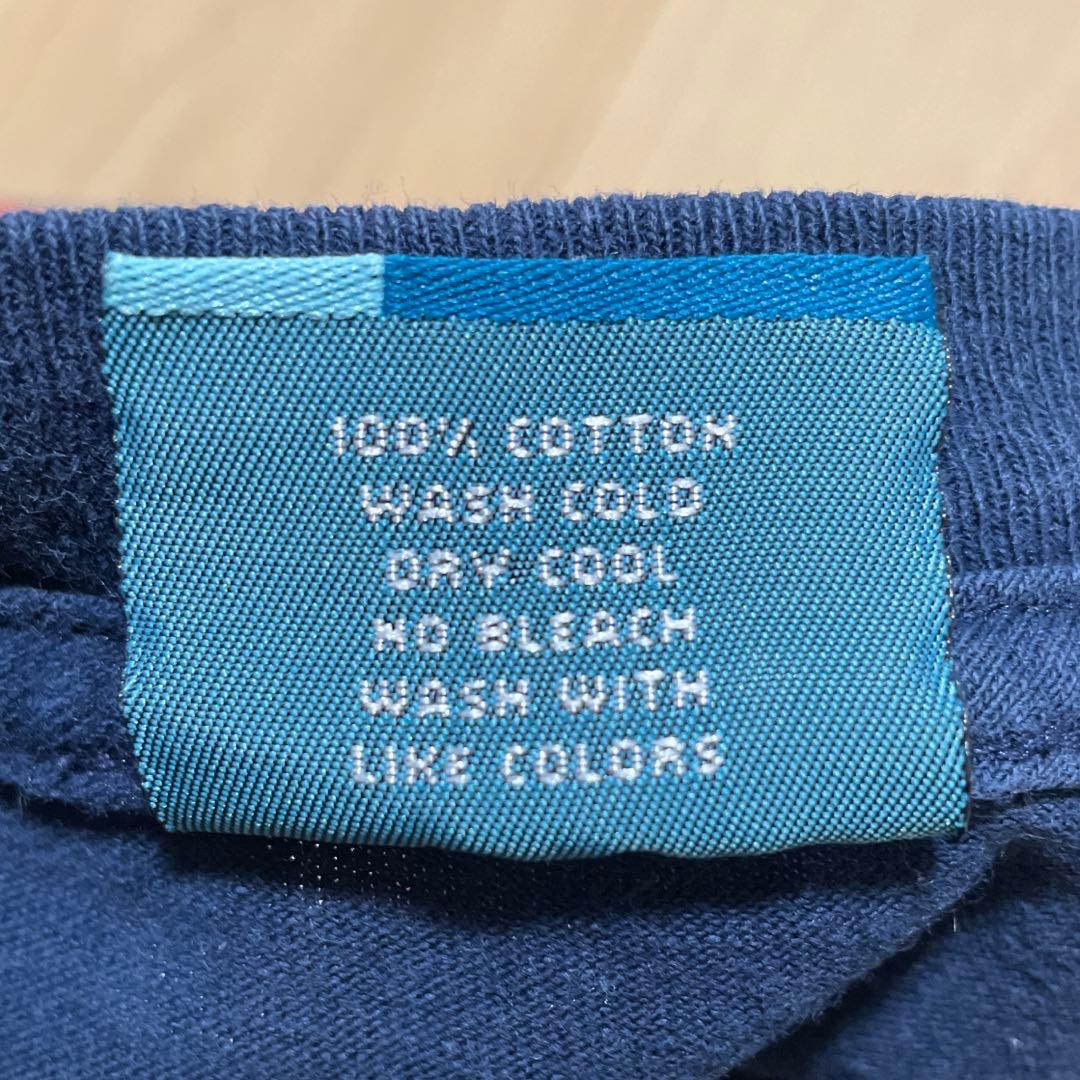 100% COTTON
WASH COLD
DRY COOL
NO BLEACH
WASH WITH
LIKE COLORS